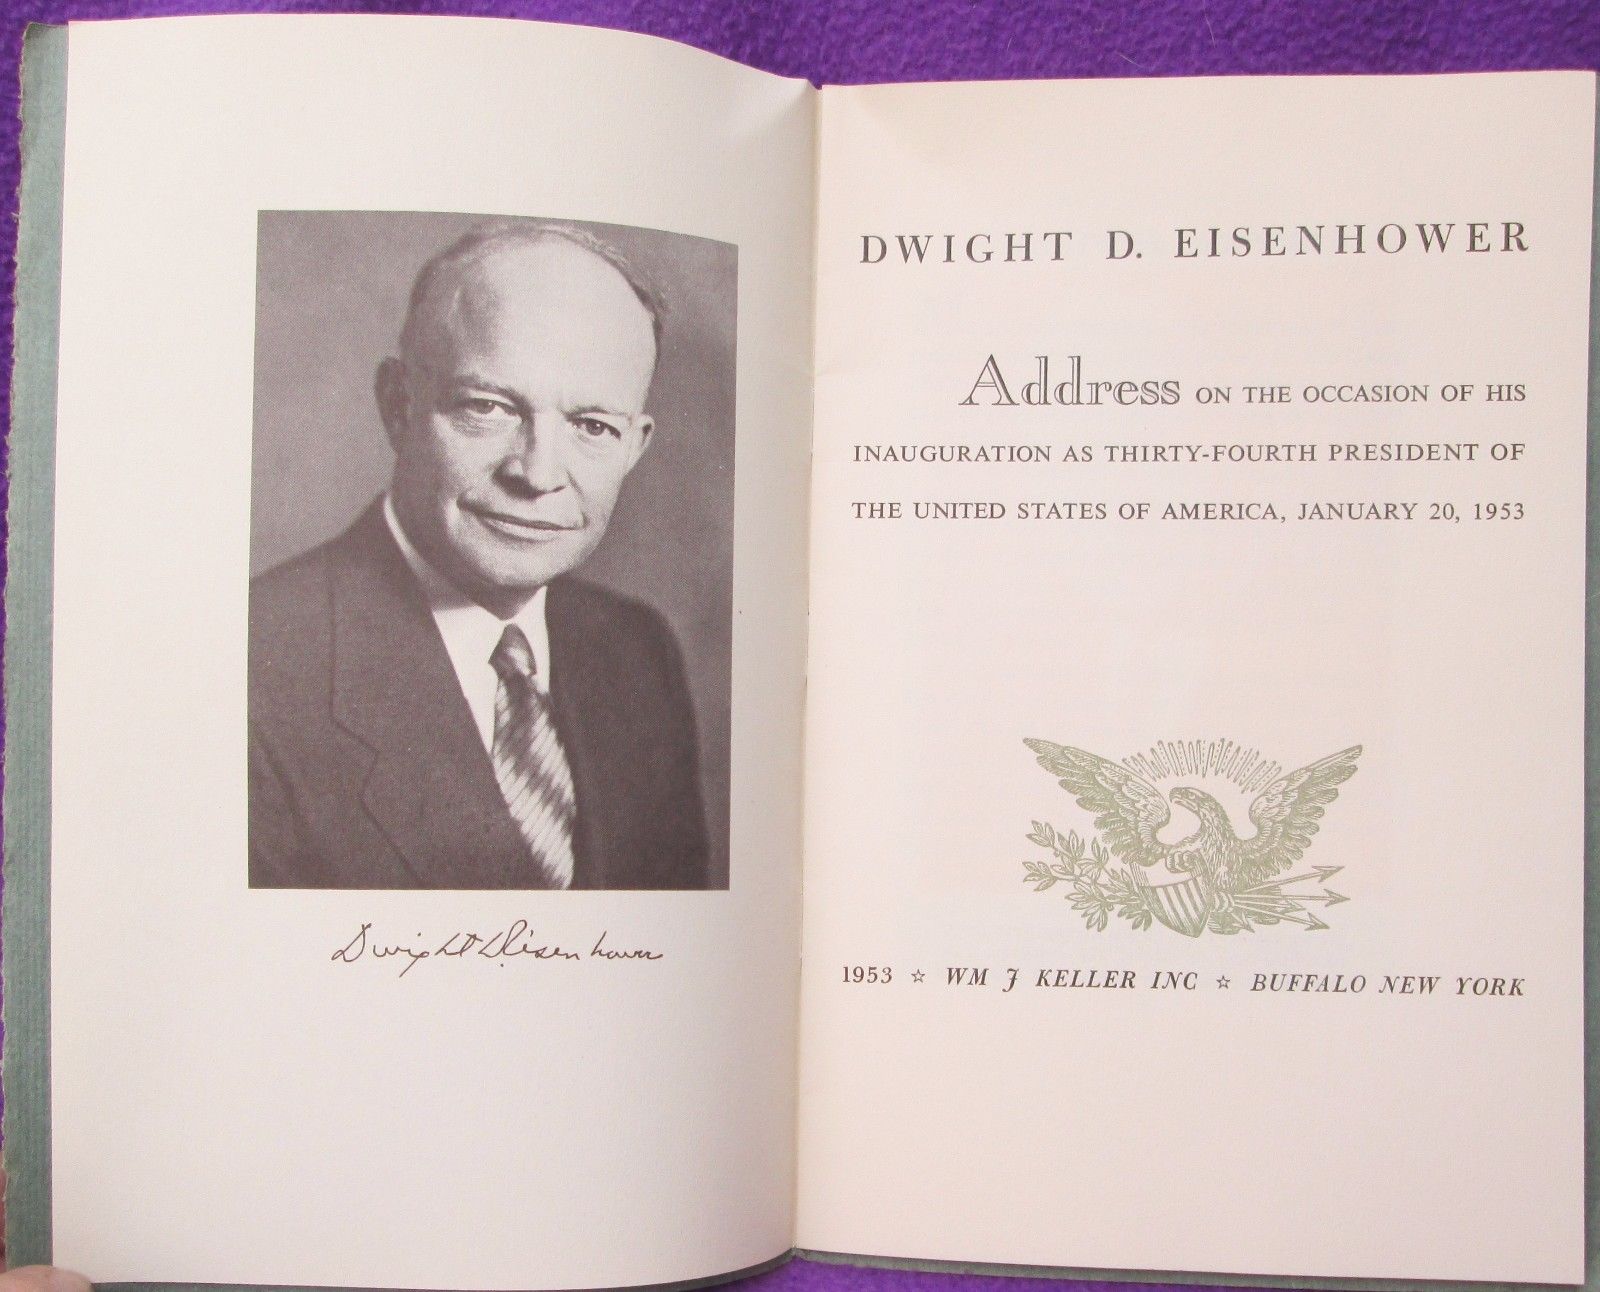 Dwight D. Eisenhower
DWIGHT D. EISENHOWER
Address ON THE OCCASION OF HIS
INAUGURATION AS THIRTY-FOURTH PRESIDENT OF
THE UNITED STATES OF AMERICA, JANUARY 20, 1953
1953 ☆ WM J KELLER INC ☆ BUFFALO NEW YORK